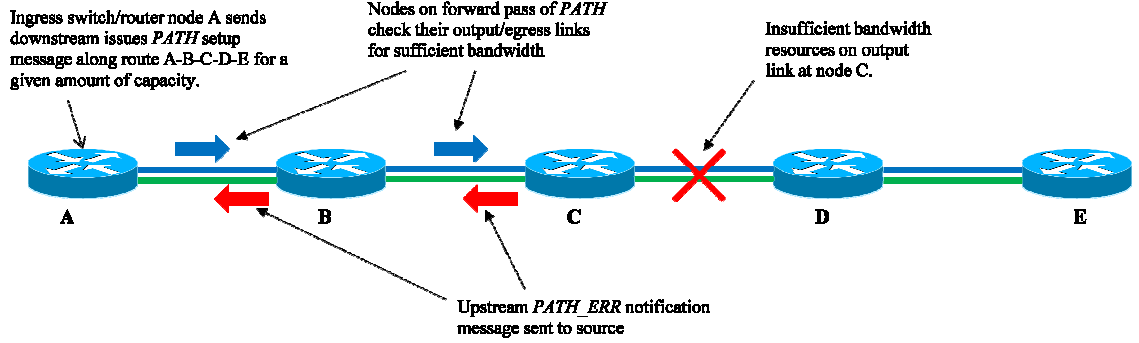 Ingress switch/router node A sends
downstream issues PATH setup
message along route A-B-C-D-E for a
given amount of capacity.
Nodes on forward pass of PATH
check their output/egress links
for sufficient bandwidth
Insufficient bandwidth
resources on output
link at node C.
A
B
C
D
E
Upstream PATH_ERR notification
message sent to source